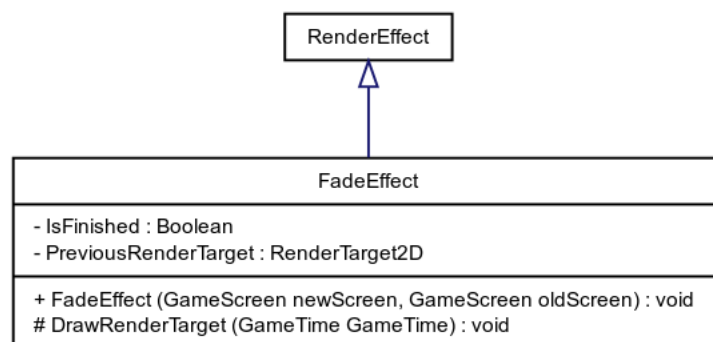 RenderEffect
FadeEffect
- IsFinished : Boolean
- PreviousRenderTarget : RenderTarget2D
+ FadeEffect (GameScreen newScreen, GameScreen oldScreen) : void
# DrawRenderTarget (GameTime GameTime) : void